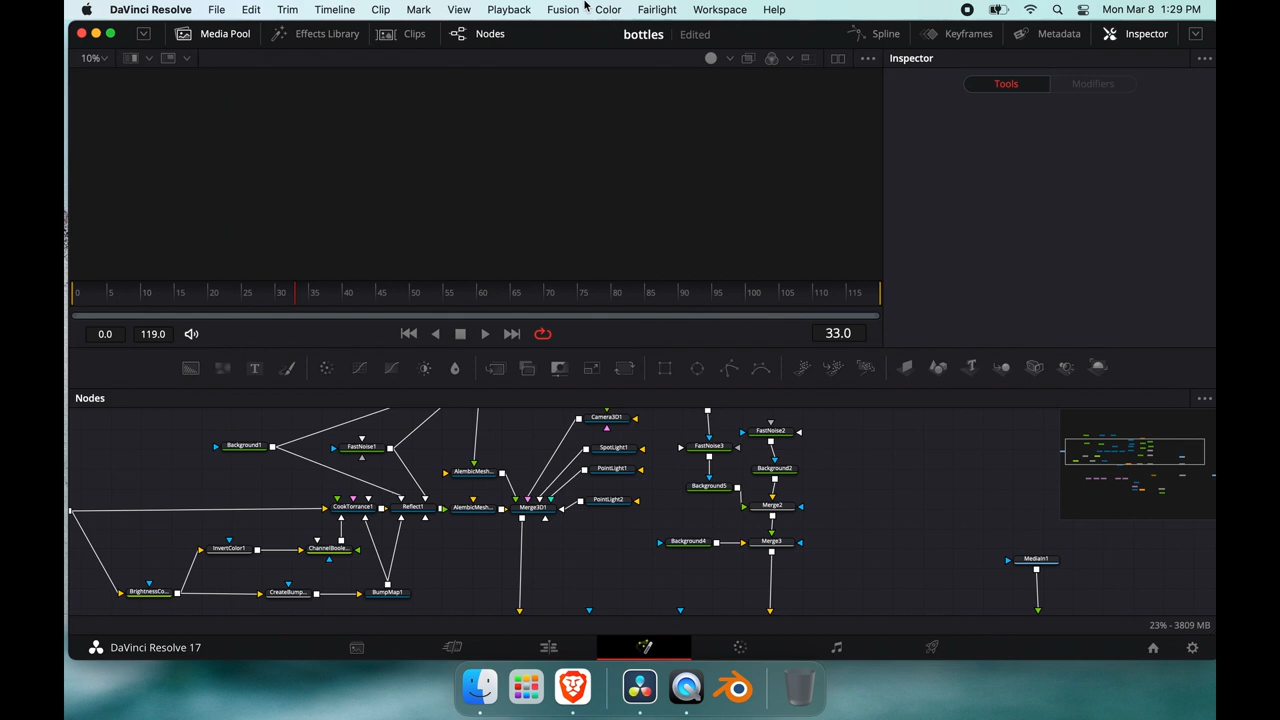 DaVinci Resolve File Edit Trim Timeline Clip Mark View Playback Fusion Color Fairlight Workspace Help Mon Mar 8 1:29 PM
Media Pool Effects Library Clips Nodes bottles Edited Spline Keyframes Metadata Inspector
10% Inspector
Tools Modifiers
0 5 10 15 20 25 30 35 40 45 50 55 60 65 70 75 80 85 90 95 100 105 110 115
0.0 119.0 33.0
Nodes
Camera3D1
FastNoise2
Background1 FastNoise1 SpotLight1 FastNoise3
AlembicMesh... PointLight1 Background2
Background5
PointLight2
CookTorrance1 Reflect1 AlembicMesh... Merge3D1 Merge2
InvertColor1 ChannelBoole... Background4 Merge3
MediaIn1
BrightnessCo... CreateBump... BumpMap1
23% - 3809 MB
DaVinci Resolve 17